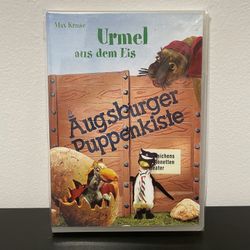 Max Kruse
Urmel
aus dem Eis
Augsburger
Puppenkiste